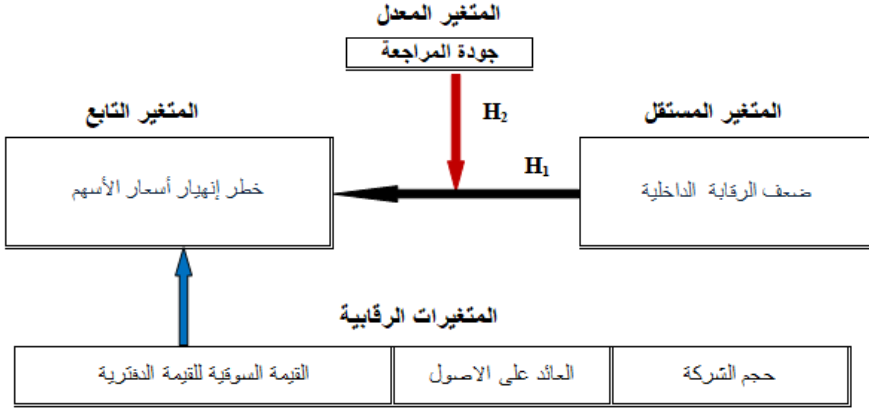 المتغير المعدل
جودة المراجعة
المتغير المستقل
H₂
المتغير التابع
ضعف الرقابة الداخلية
H₁
خطر إنهيار أسعار الأسهم
المتغيرات الرقابية
حجم الشركة
العائد على الاصول
القيمة السوقية للقيمة الدفترية